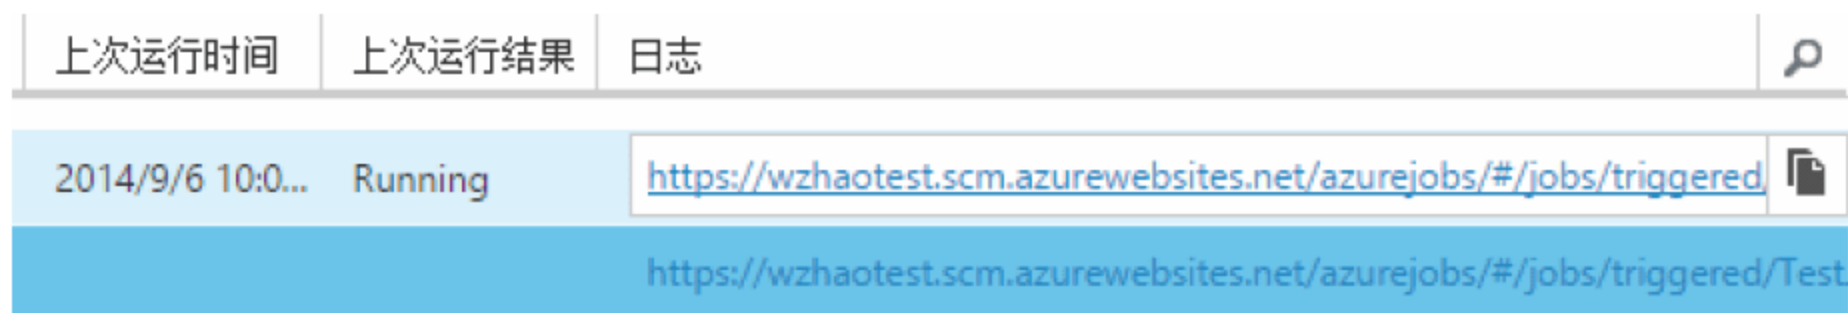 上次运行时间 上次运行结果 日志
2014/9/6 10:0... Running https://wzhaotest.scm.azurewebsites.net/azurejobs/#/jobs/triggered/
https://wzhaotest.scm.azurewebsites.net/azurejobs/#/jobs/triggered/Test.